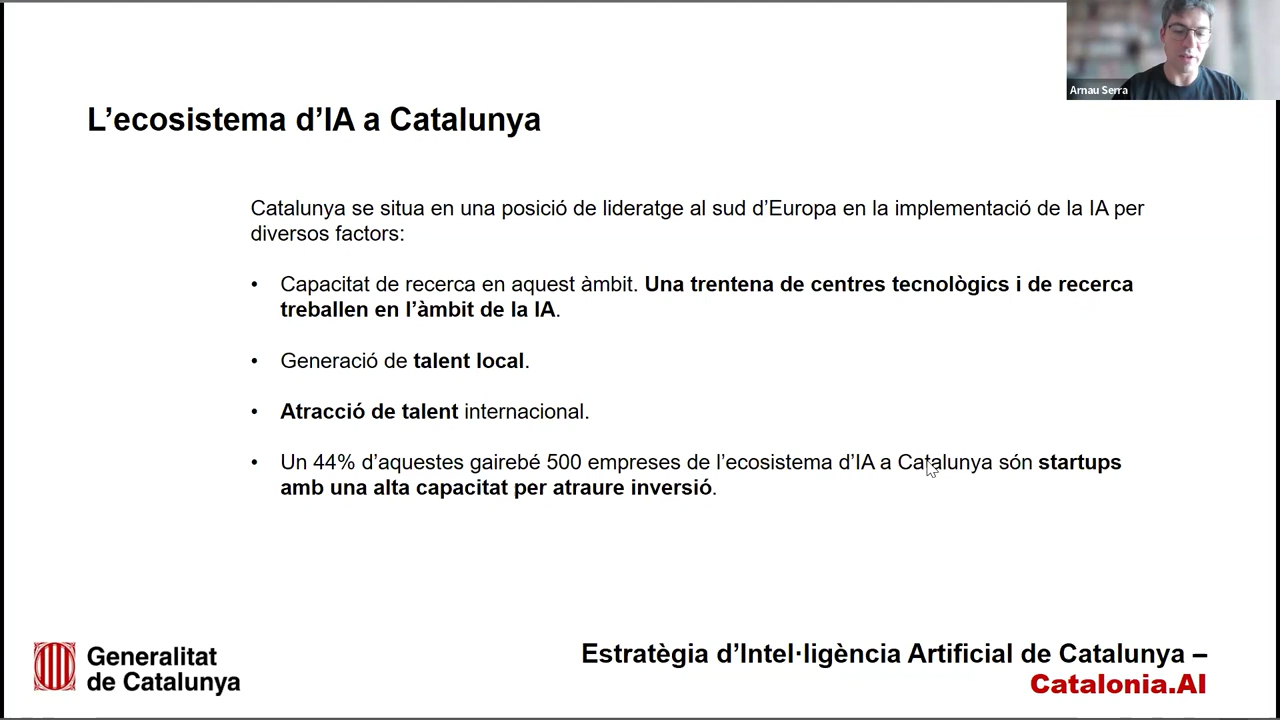 Arnau Serra
L’ecosistema d’IA a Catalunya
Catalunya se situa en una posició de lideratge al sud d’Europa en la implementació de la IA per
diversos factors:
• Capacitat de recerca en aquest àmbit. Una trentena de centres tecnològics i de recerca
treballen en l’àmbit de la IA.
• Generació de talent local.
• Atracció de talent internacional.
• Un 44% d’aquestes gairebé 500 empreses de l’ecosistema d’IA a Catalunya són startups
amb una alta capacitat per atraure inversió.
Generalitat
de Catalunya
Estratègia d’Intel·ligència Artificial de Catalunya –
Catalonia.AI